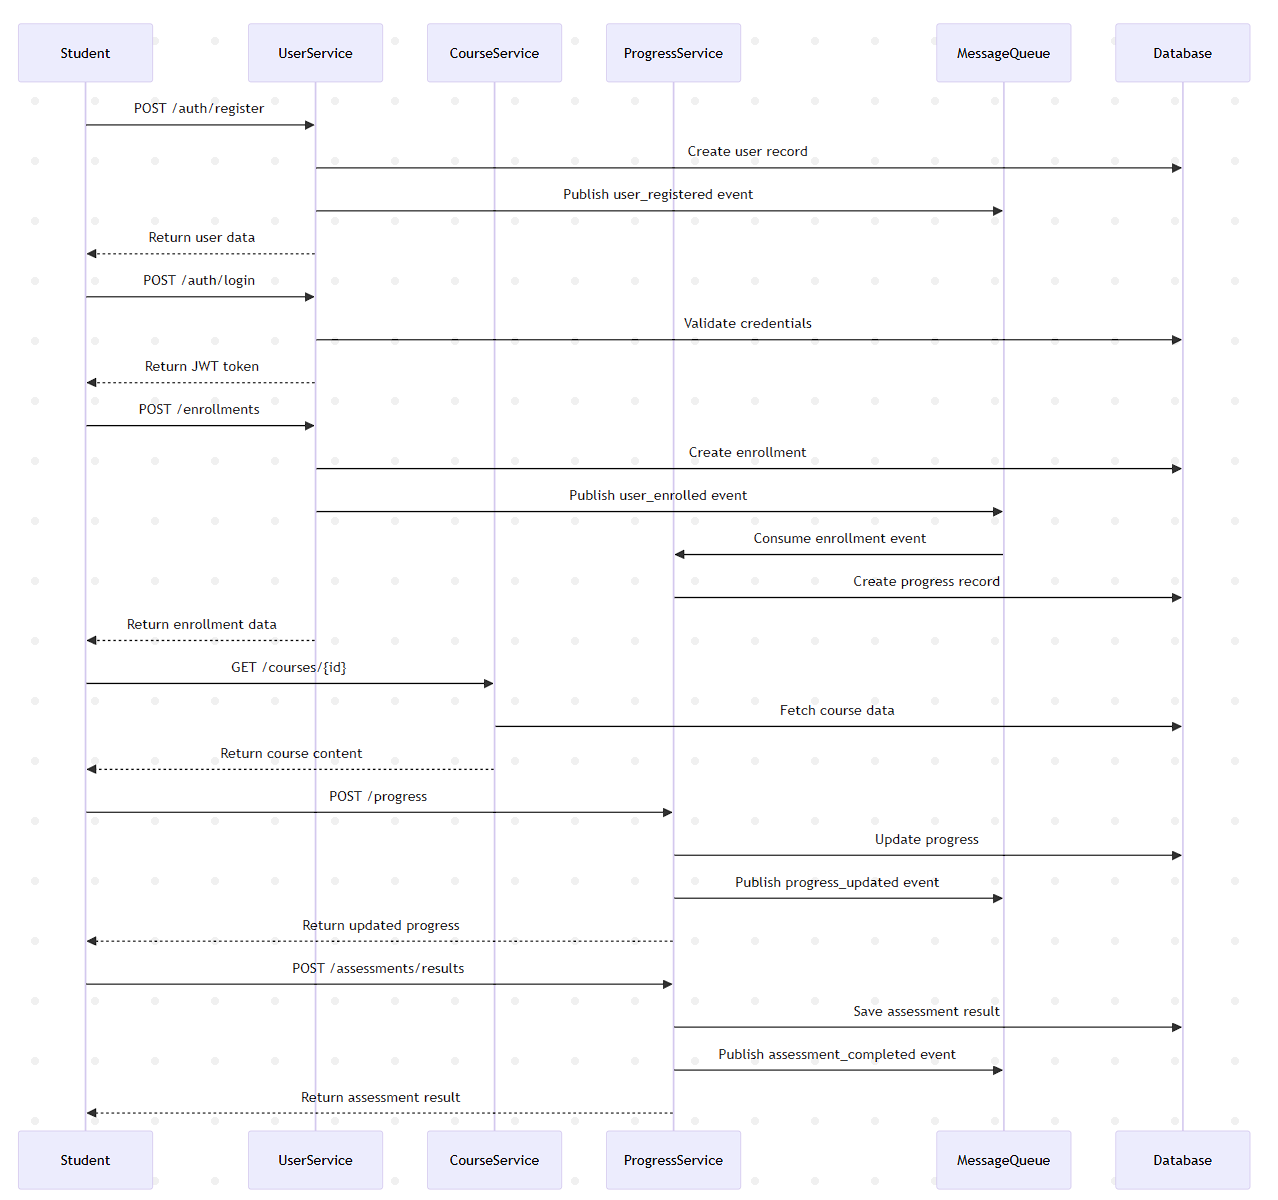 Student
UserService
CourseService
ProgressService
MessageQueue
Database
POST /auth/register
Create user record
Publish user_registered event
Return user data
POST /auth/login
Validate credentials
Return JWT token
POST /enrollments
Create enrollment
Publish user_enrolled event
Consume enrollment event
Create progress record
Return enrollment data
GET /courses/{id}
Fetch course data
Return course content
POST /progress
Update progress
Publish progress_updated event
Return updated progress
POST /assessments/results
Save assessment result
Publish assessment_completed event
Return assessment result
Student
UserService
CourseService
ProgressService
MessageQueue
Database